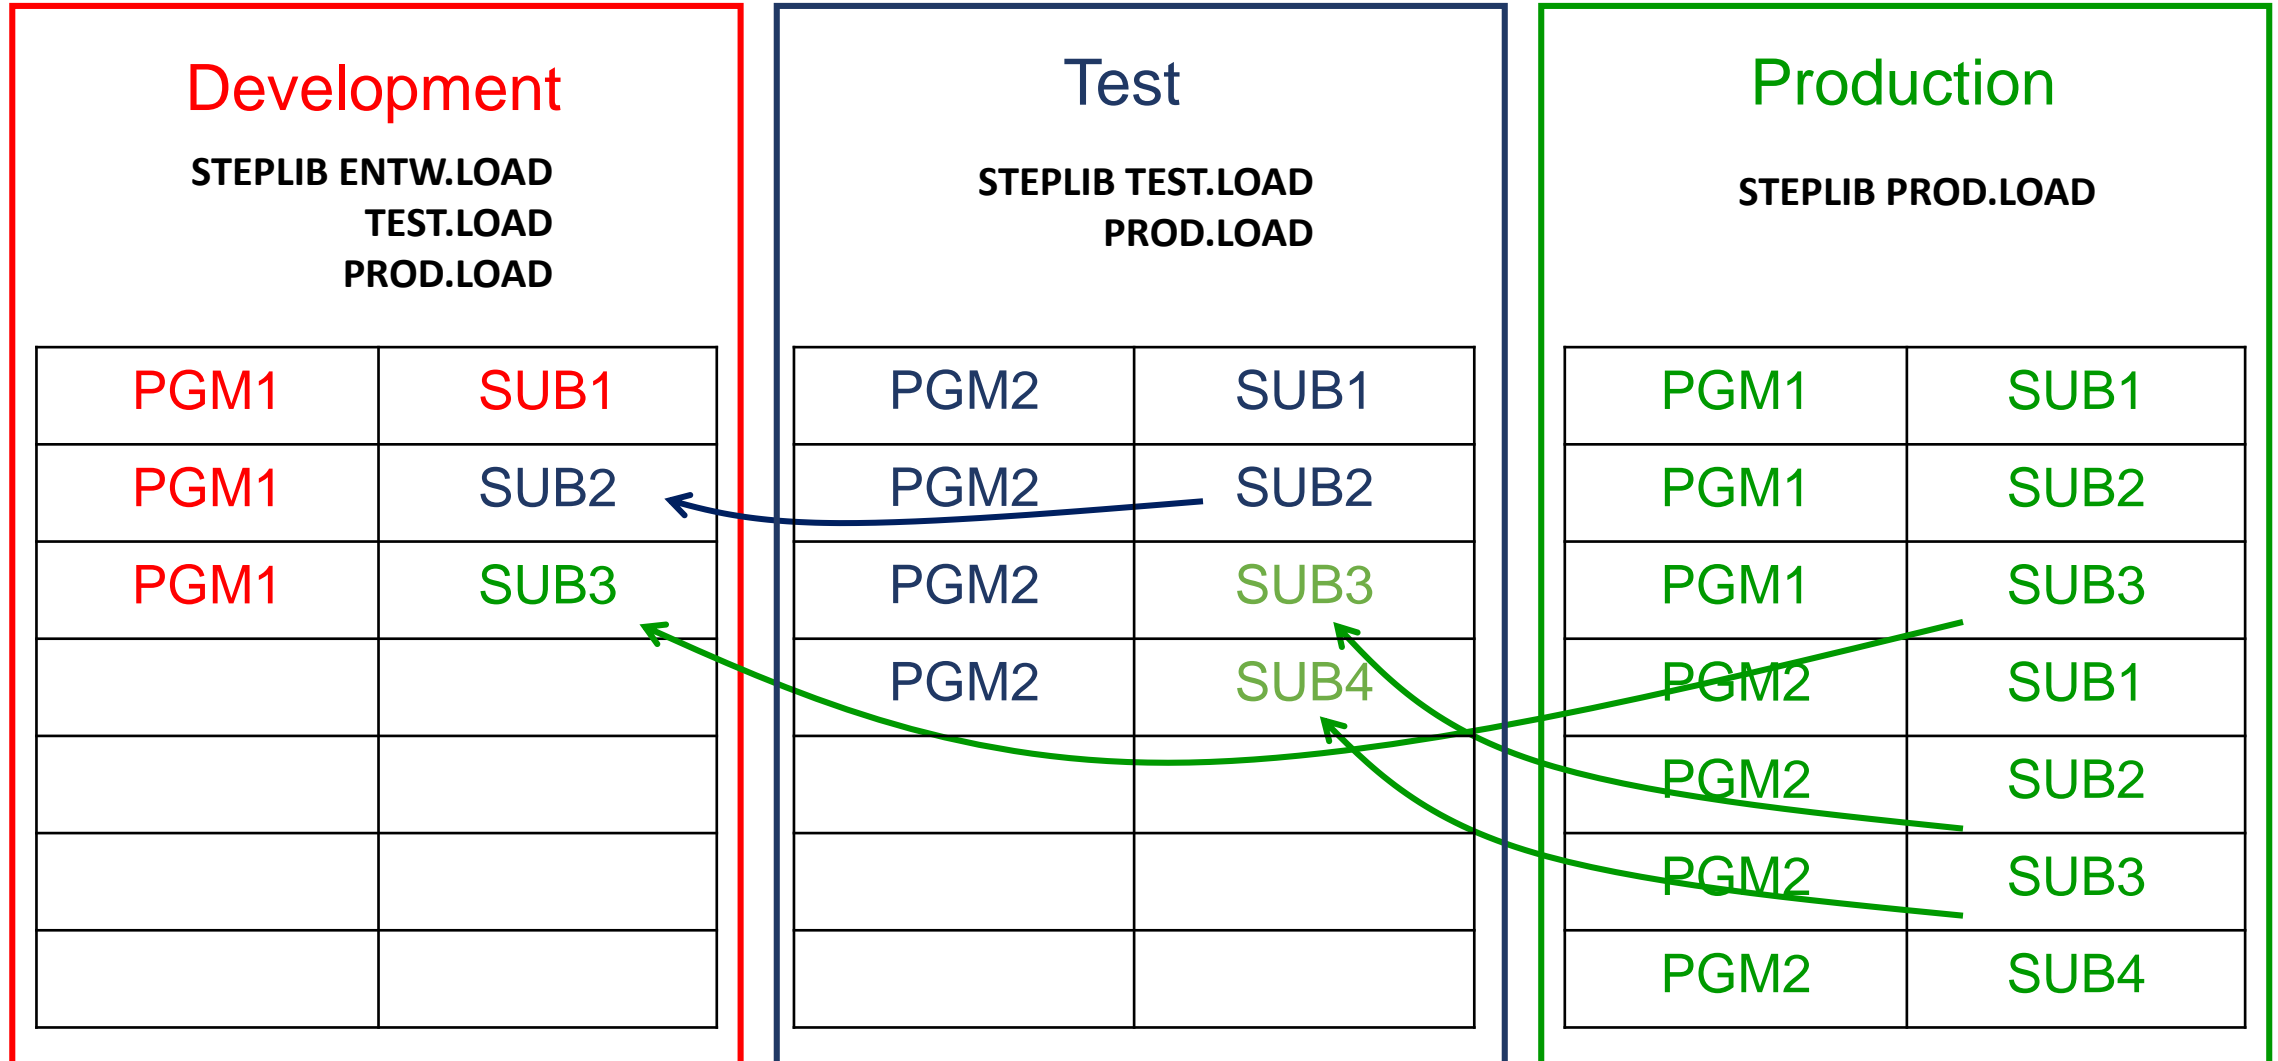 Development
STEPLIB ENTW.LOAD
TEST.LOAD
PROD.LOAD
PGM1 SUB1
PGM1 SUB2
PGM1 SUB3
Test
STEPLIB TEST.LOAD
PROD.LOAD
PGM2 SUB1
PGM2 SUB2
PGM2 SUB3
PGM2 SUB4
Production
STEPLIB PROD.LOAD
PGM1 SUB1
PGM1 SUB2
PGM1 SUB3
PGM2 SUB1
PGM2 SUB2
PGM2 SUB3
PGM2 SUB4